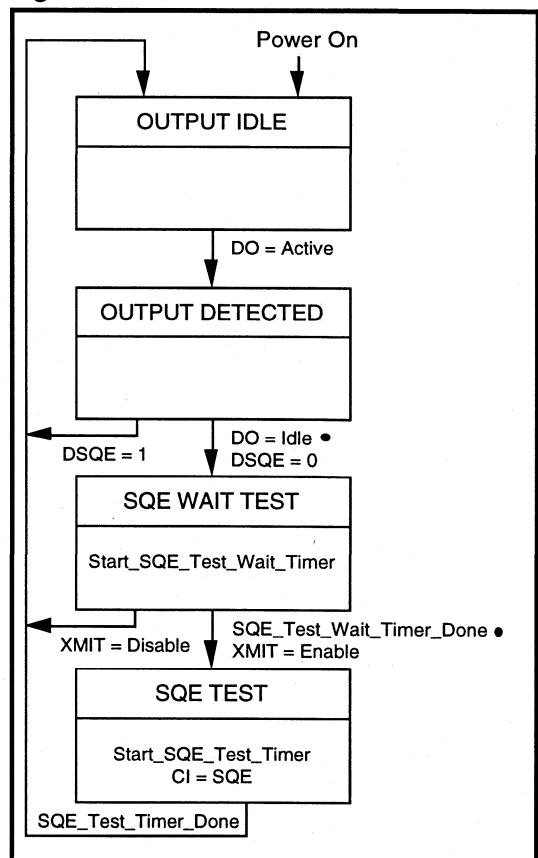 Power On
OUTPUT IDLE
DO = Active
OUTPUT DETECTED
DSQE = 1
DO = Idle •
DSQE = 0
SQE WAIT TEST
Start_SQE_Test_Wait_Timer
XMIT = Disable
SQE_Test_Wait_Timer_Done •
XMIT = Enable
SQE TEST
Start_SQE_Test_Timer
CI = SQE
SQE_Test_Timer_Done